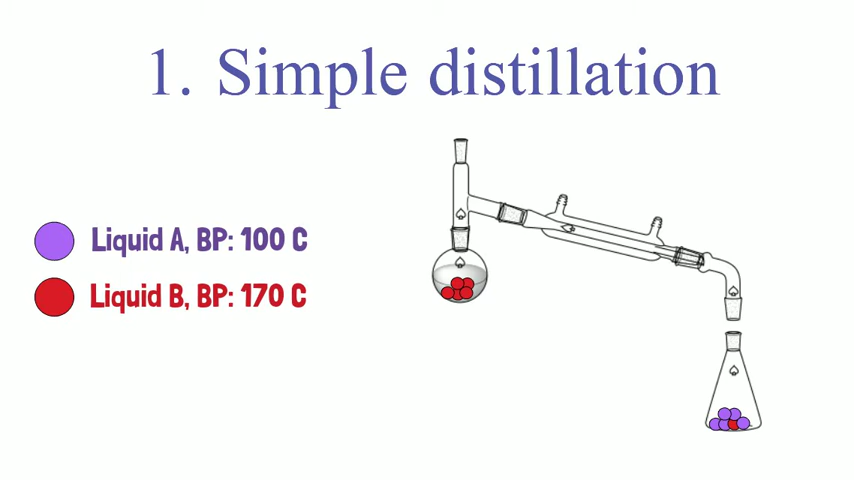 1. Simple distillation
Liquid A, BP: 100 C
Liquid B, BP: 170 C